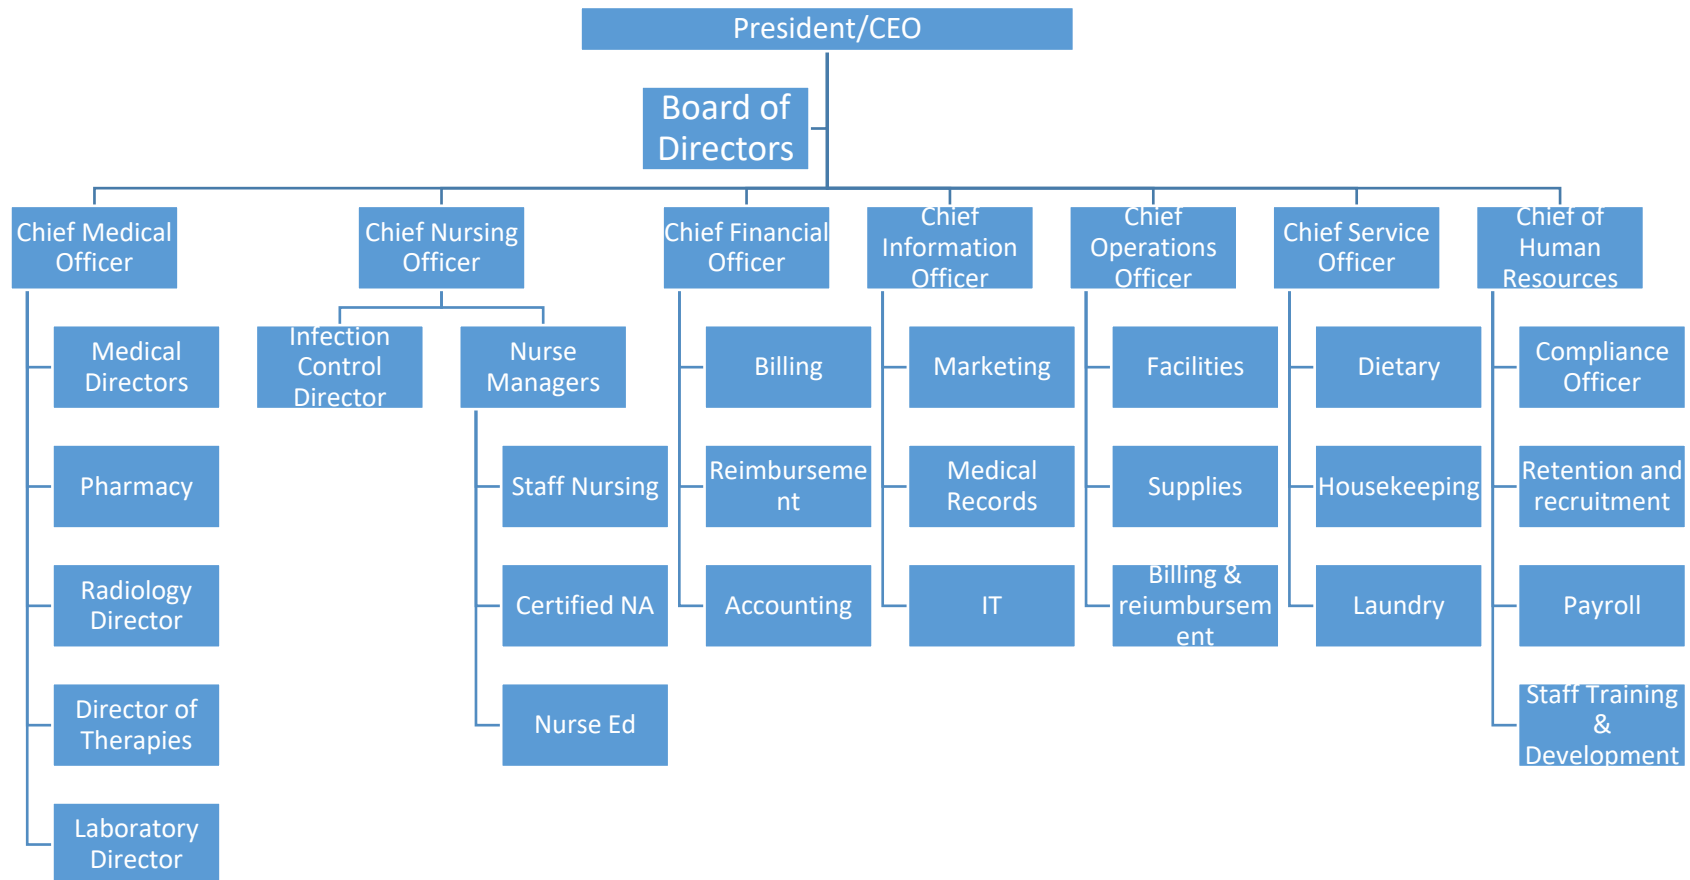 President/CEO
Board of
Directors
Chief Medical
Officer
Chief Nursing
Officer
Chief Financial
Officer
Chief
Information
Officer
Chief
Operations
Officer
Chief Service
Officer
Chief of
Human
Resources
Medical
Directors
Infection
Control
Director
Nurse
Managers
Billing
Marketing
Facilities
Dietary
Compliance
Officer
Pharmacy
Staff Nursing
Reimburseme
nt
Medical
Records
Supplies
Housekeeping
Retention and
recruitment
Radiology
Director
Certified NA
Accounting
IT
Billing &
reiumbursem
ent
Laundry
Payroll
Director of
Therapies
Nurse Ed
Staff Training
&
Development
Laboratory
Director